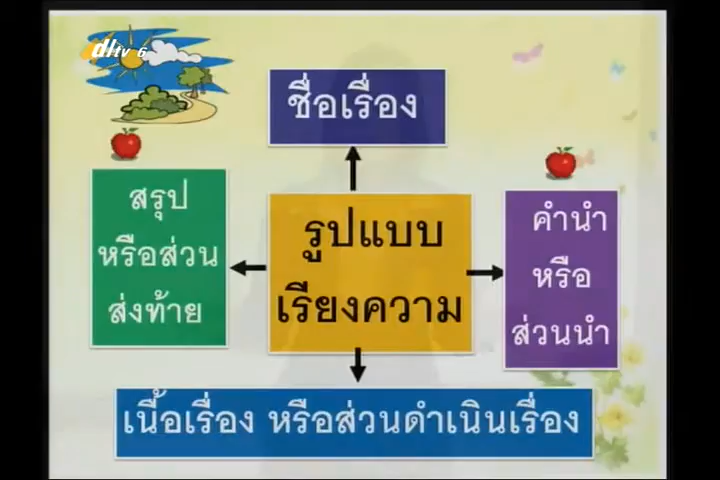 dltv 6
ชื่อเรื่อง
สรุป
หรือส่วน
ส่งท้าย
รูปแบบ
เรียงความ
คำนำ
หรือ
ส่วนนำ
เนื้อเรื่อง หรือส่วนดำเนินเรื่อง